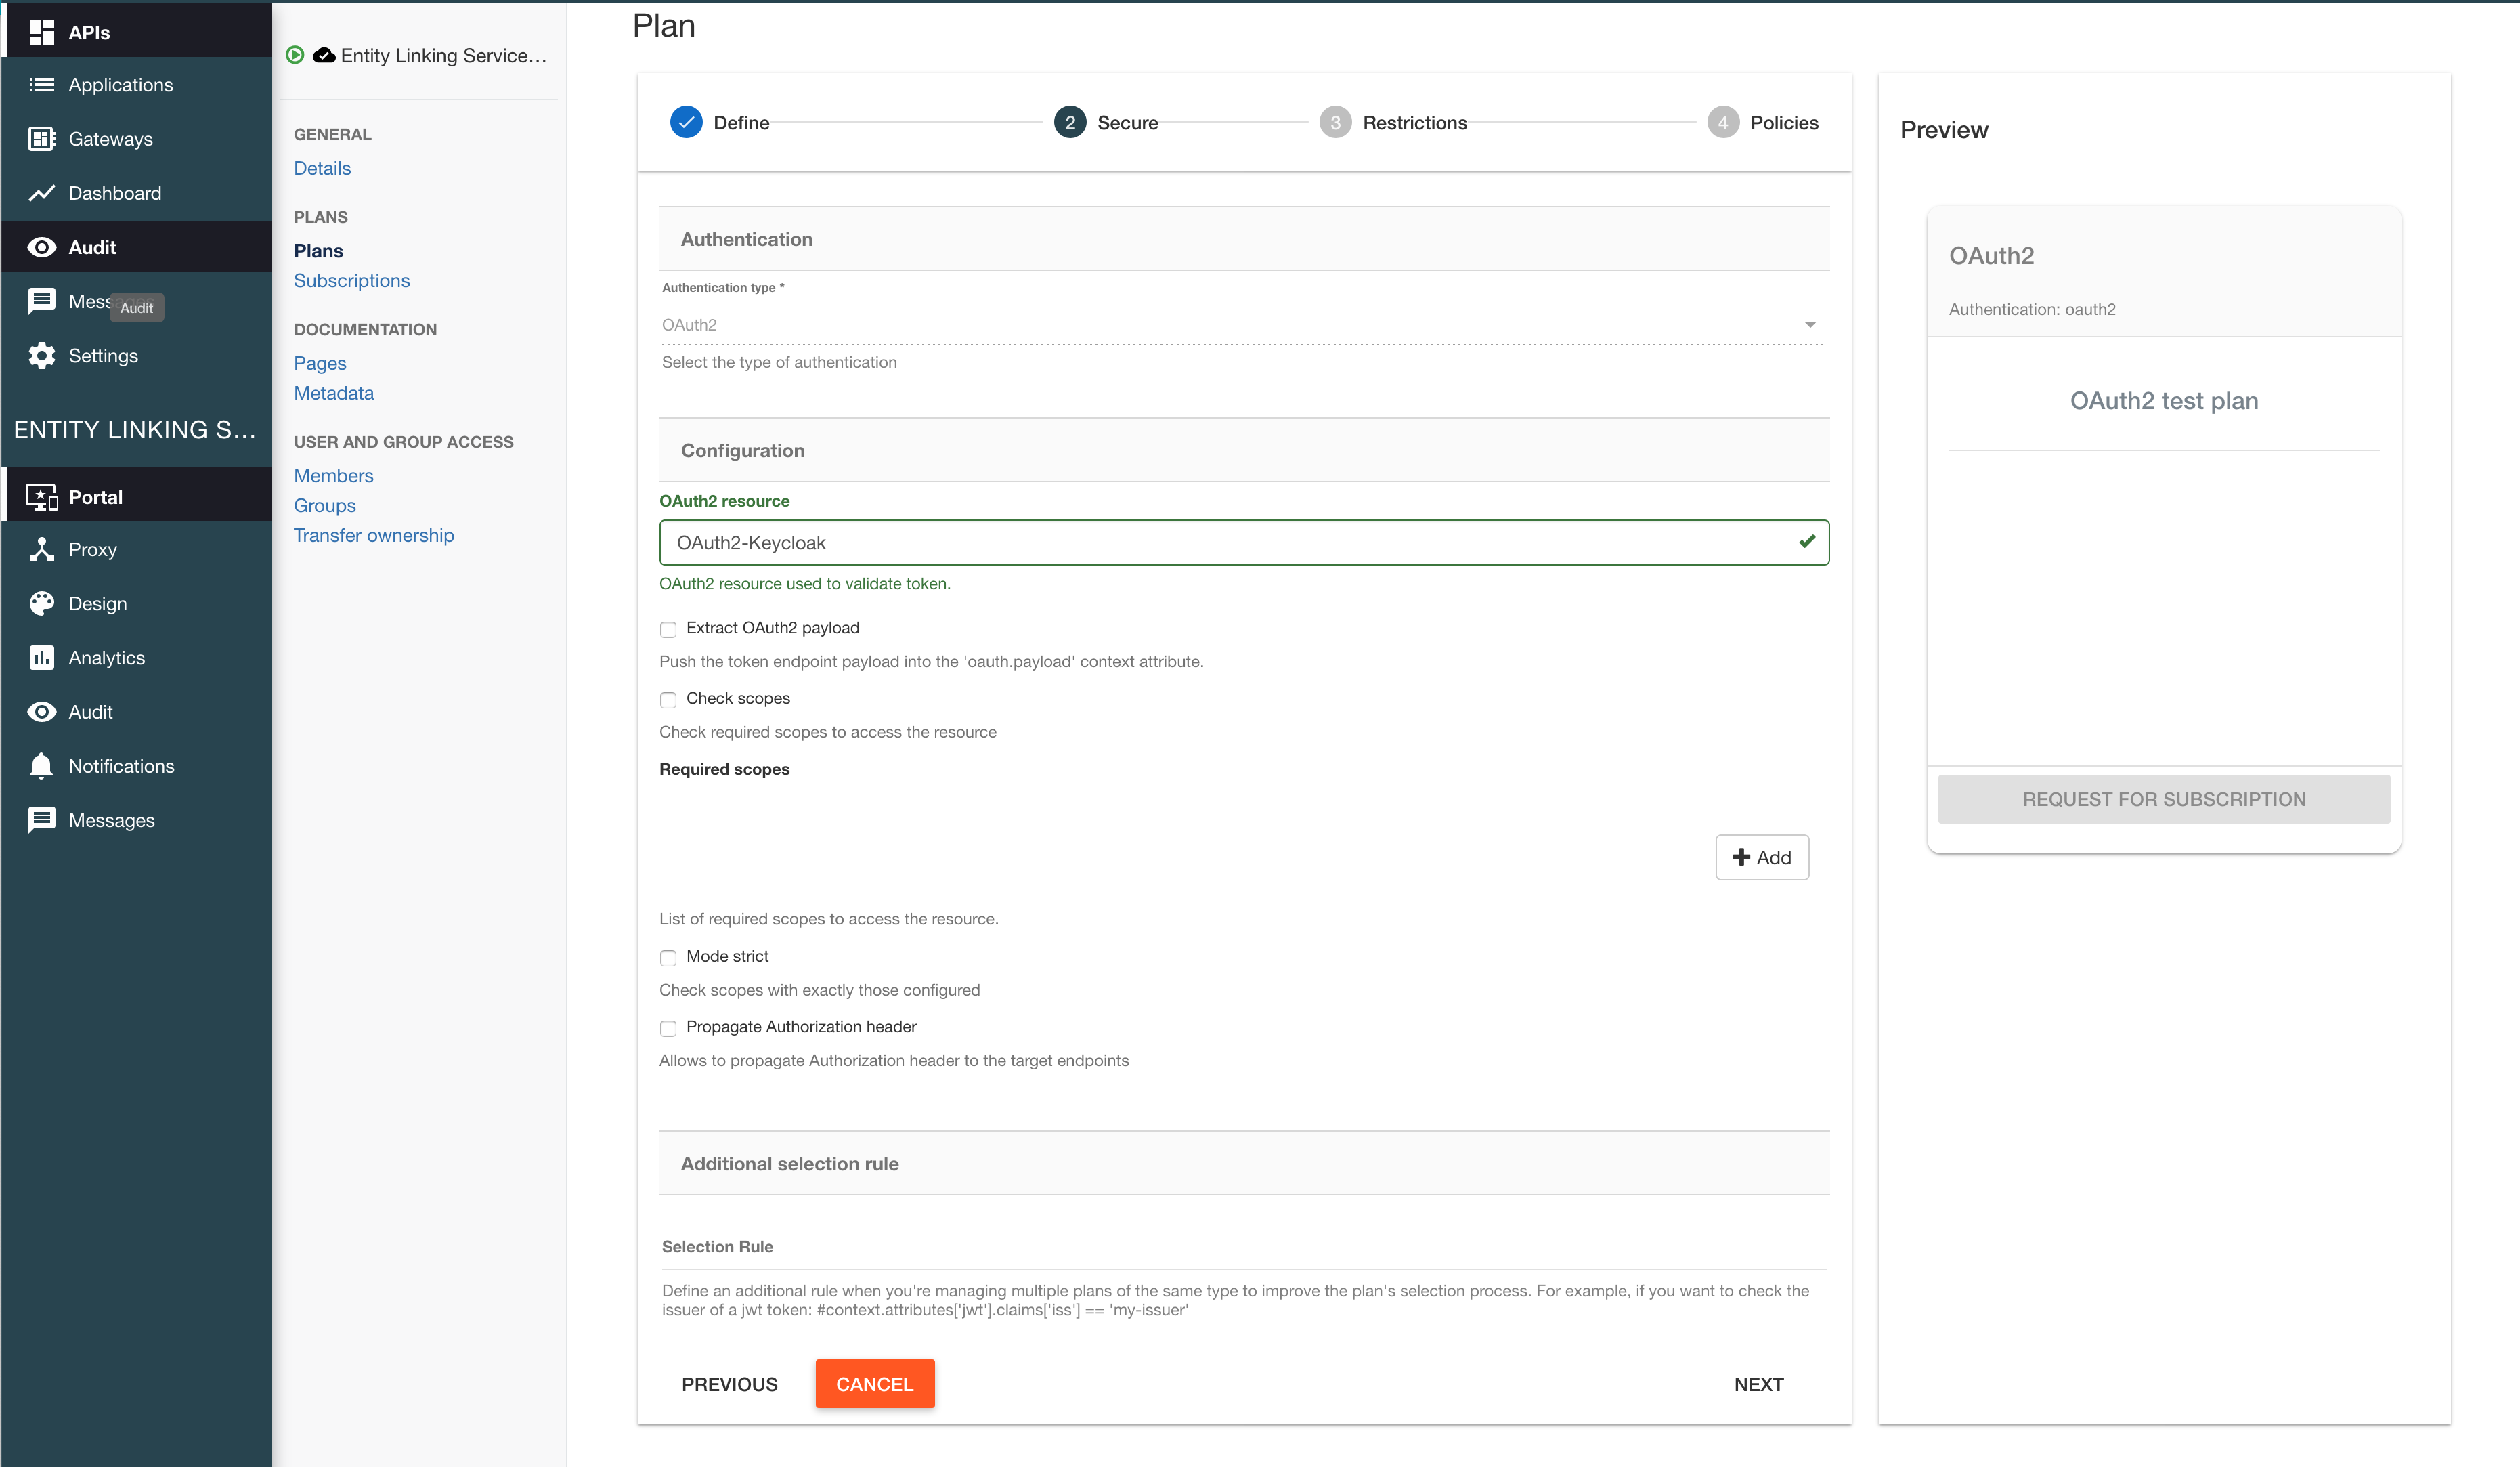 APIs
Applications
Gateways
Dashboard
Audit
Messages
Audit
Settings
ENTITY LINKING S...
Portal
Proxy
Design
Analytics
Audit
Notifications
Messages
Entity Linking Service...
GENERAL
Details
PLANS
Plans
Subscriptions
DOCUMENTATION
Pages
Metadata
USER AND GROUP ACCESS
Members
Groups
Transfer ownership
Plan
Define
2 Secure
3 Restrictions
4 Policies
Authentication
Authentication type *
OAuth2
Select the type of authentication
Configuration
OAuth2 resource
OAuth2-Keycloak
OAuth2 resource used to validate token.
Extract OAuth2 payload
Push the token endpoint payload into the 'oauth.payload' context attribute.
Check scopes
Check required scopes to access the resource
Required scopes
Add
List of required scopes to access the resource.
Mode strict
Check scopes with exactly those configured
Propagate Authorization header
Allows to propagate Authorization header to the target endpoints
Additional selection rule
Selection Rule
Define an additional rule when you're managing multiple plans of the same type to improve the plan's selection process. For example, if you want to check the
issuer of a jwt token: #context.attributes['jwt'].claims['iss'] == 'my-issuer'
PREVIOUS
CANCEL
NEXT
Preview
OAuth2
Authentication: oauth2
OAuth2 test plan
REQUEST FOR SUBSCRIPTION